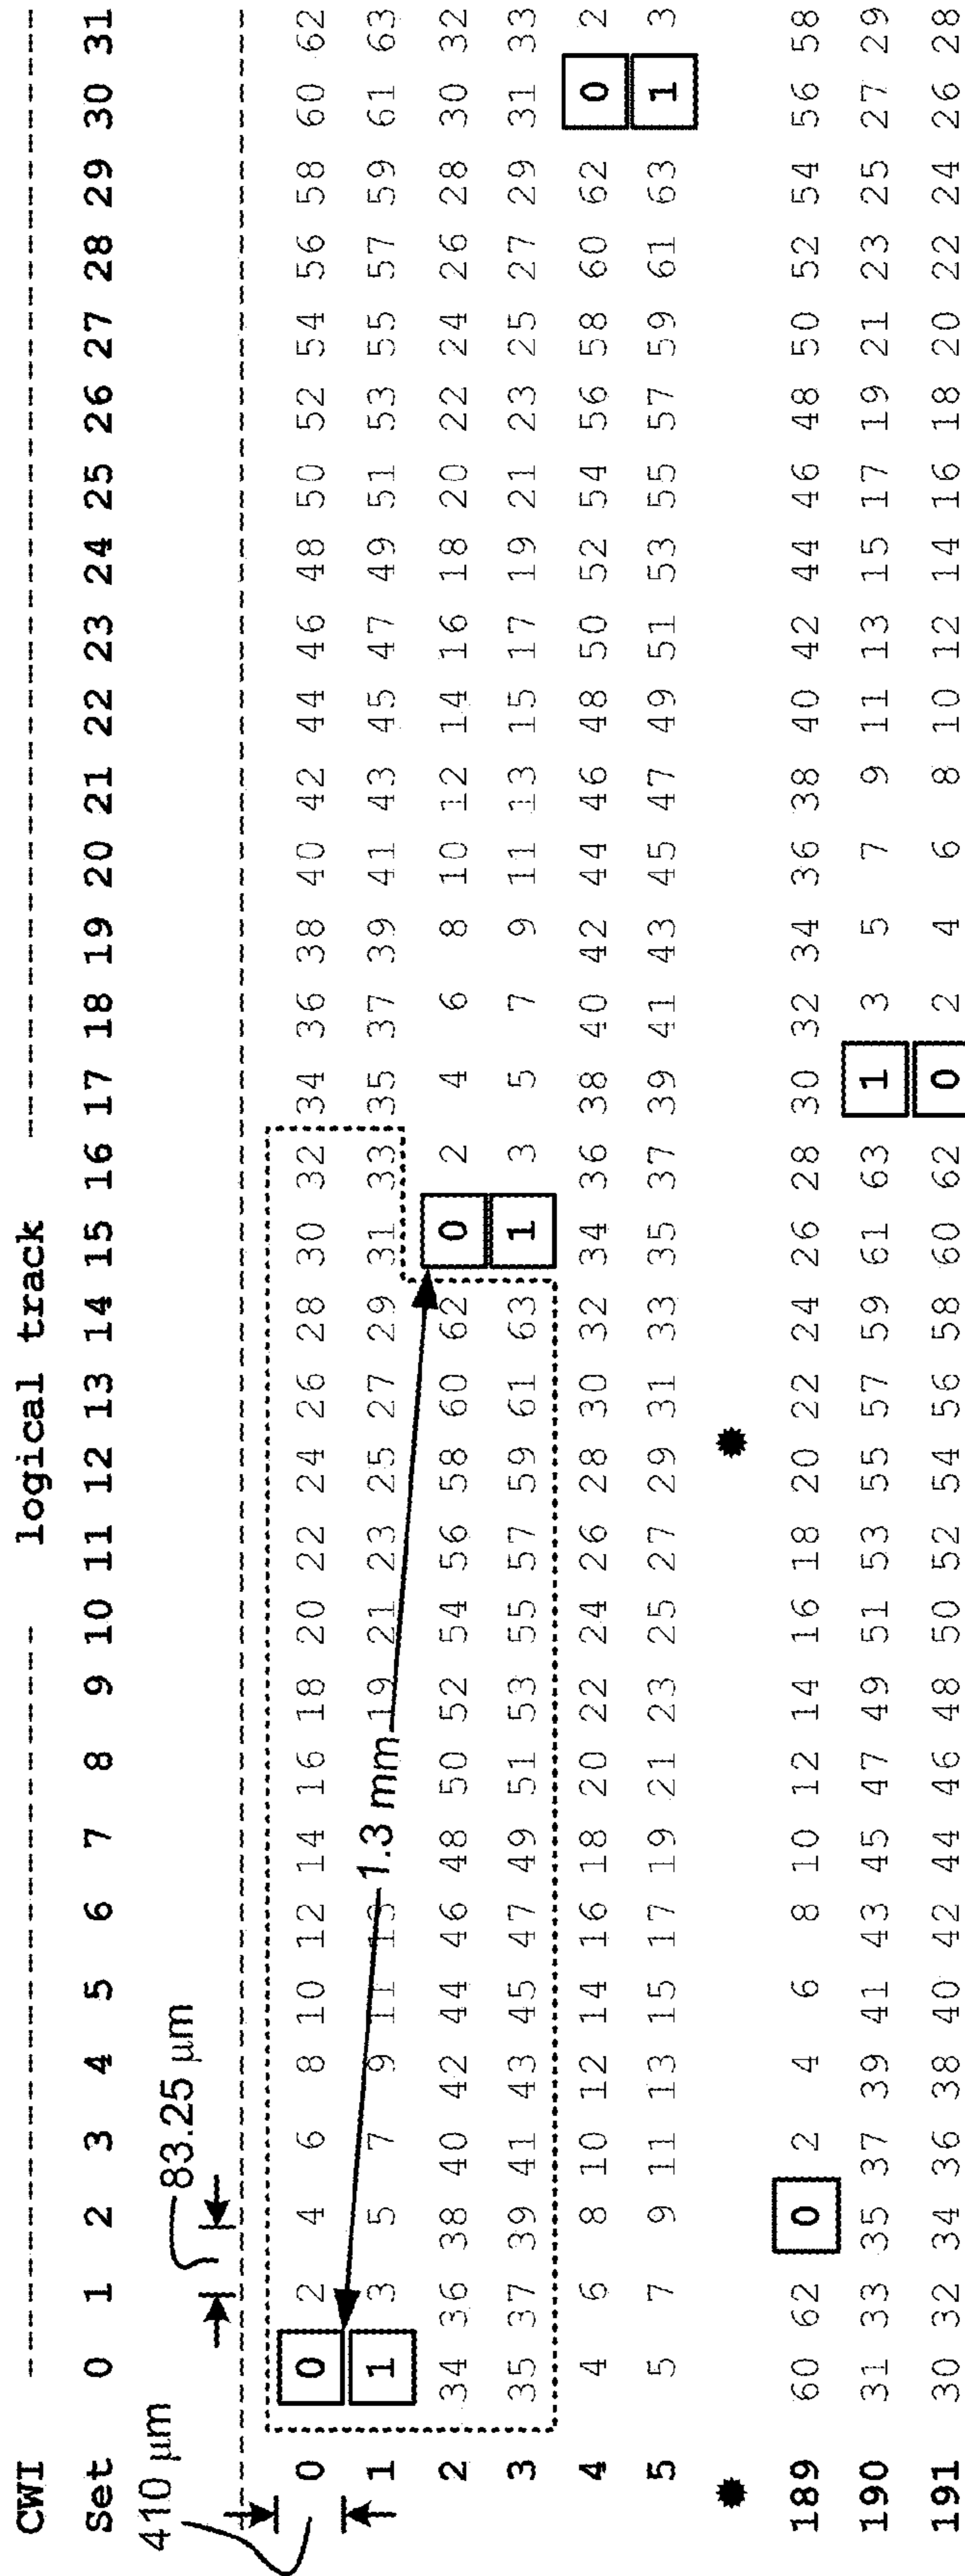 CWI logical track
Set 0 1 2 3 4 5 6 7 8 9 10 11 12 13 14 15 16 17 18 19 20 21 22 23 24 25 26 27 28 29 30 31
410 µm
83.25 µm
0 0 2 4 6 8 10 12 14 16 18 20 22 24 26 28 30 32 34 36 38 40 42 44 46 48 50 52 54 56 58 60 62
1 1 3 5 7 9 11 13 15 17 19 21 23 25 27 29 31 33 35 37 39 41 43 45 47 49 51 53 55 57 59 61 63
1.3 mm
2 34 36 38 40 42 44 46 48 50 52 54 56 58 60 62 0 2 4 6 8 10 12 14 16 18 20 22 24 26 28 30 32
3 35 37 39 41 43 45 47 49 51 53 55 57 59 61 63 1 3 5 7 9 11 13 15 17 19 21 23 25 27 29 31 33
4 4 6 8 10 12 14 16 18 20 22 24 26 28 30 32 34 36 38 40 42 44 46 48 50 52 54 56 58 60 62 0 2
5 5 7 9 11 13 15 17 19 21 23 25 27 29 31 33 35 37 39 41 43 45 47 49 51 53 55 57 59 61 63 1 3
* *
189 60 62 0 2 4 6 8 10 12 14 16 18 20 22 24 26 28 30 32 34 36 38 40 42 44 46 48 50 52 54 56 58
190 31 33 35 37 39 41 43 45 47 49 51 53 55 57 59 61 63 1 3 5 7 9 11 13 15 17 19 21 23 25 27 29
191 30 32 34 36 38 40 42 44 46 48 50 52 54 56 58 60 62 0 2 4 6 8 10 12 14 16 18 20 22 24 26 28